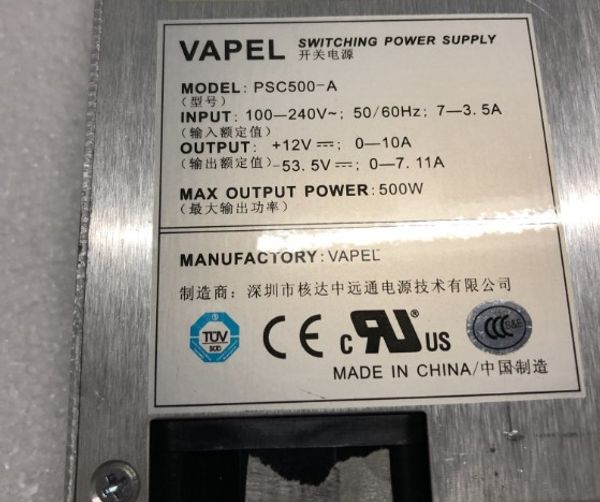 VAPEL SWITCHING POWER SUPPLY
开关电源
MODEL: PSC500-A
(型号)
INPUT: 100—240V~; 50/60Hz; 7—3.5A
(输入额定值)
OUTPUT: +12V⎓; 0—10A
(输出额定值) -53.5V⎓; 0—7.11A
MAX OUTPUT POWER: 500W
(最大输出功率)
MANUFACTORY: VAPEL
制造商: 深圳市核达中远通电源技术有限公司
TÜV CE c RU US CCC S&E
MADE IN CHINA/中国制造